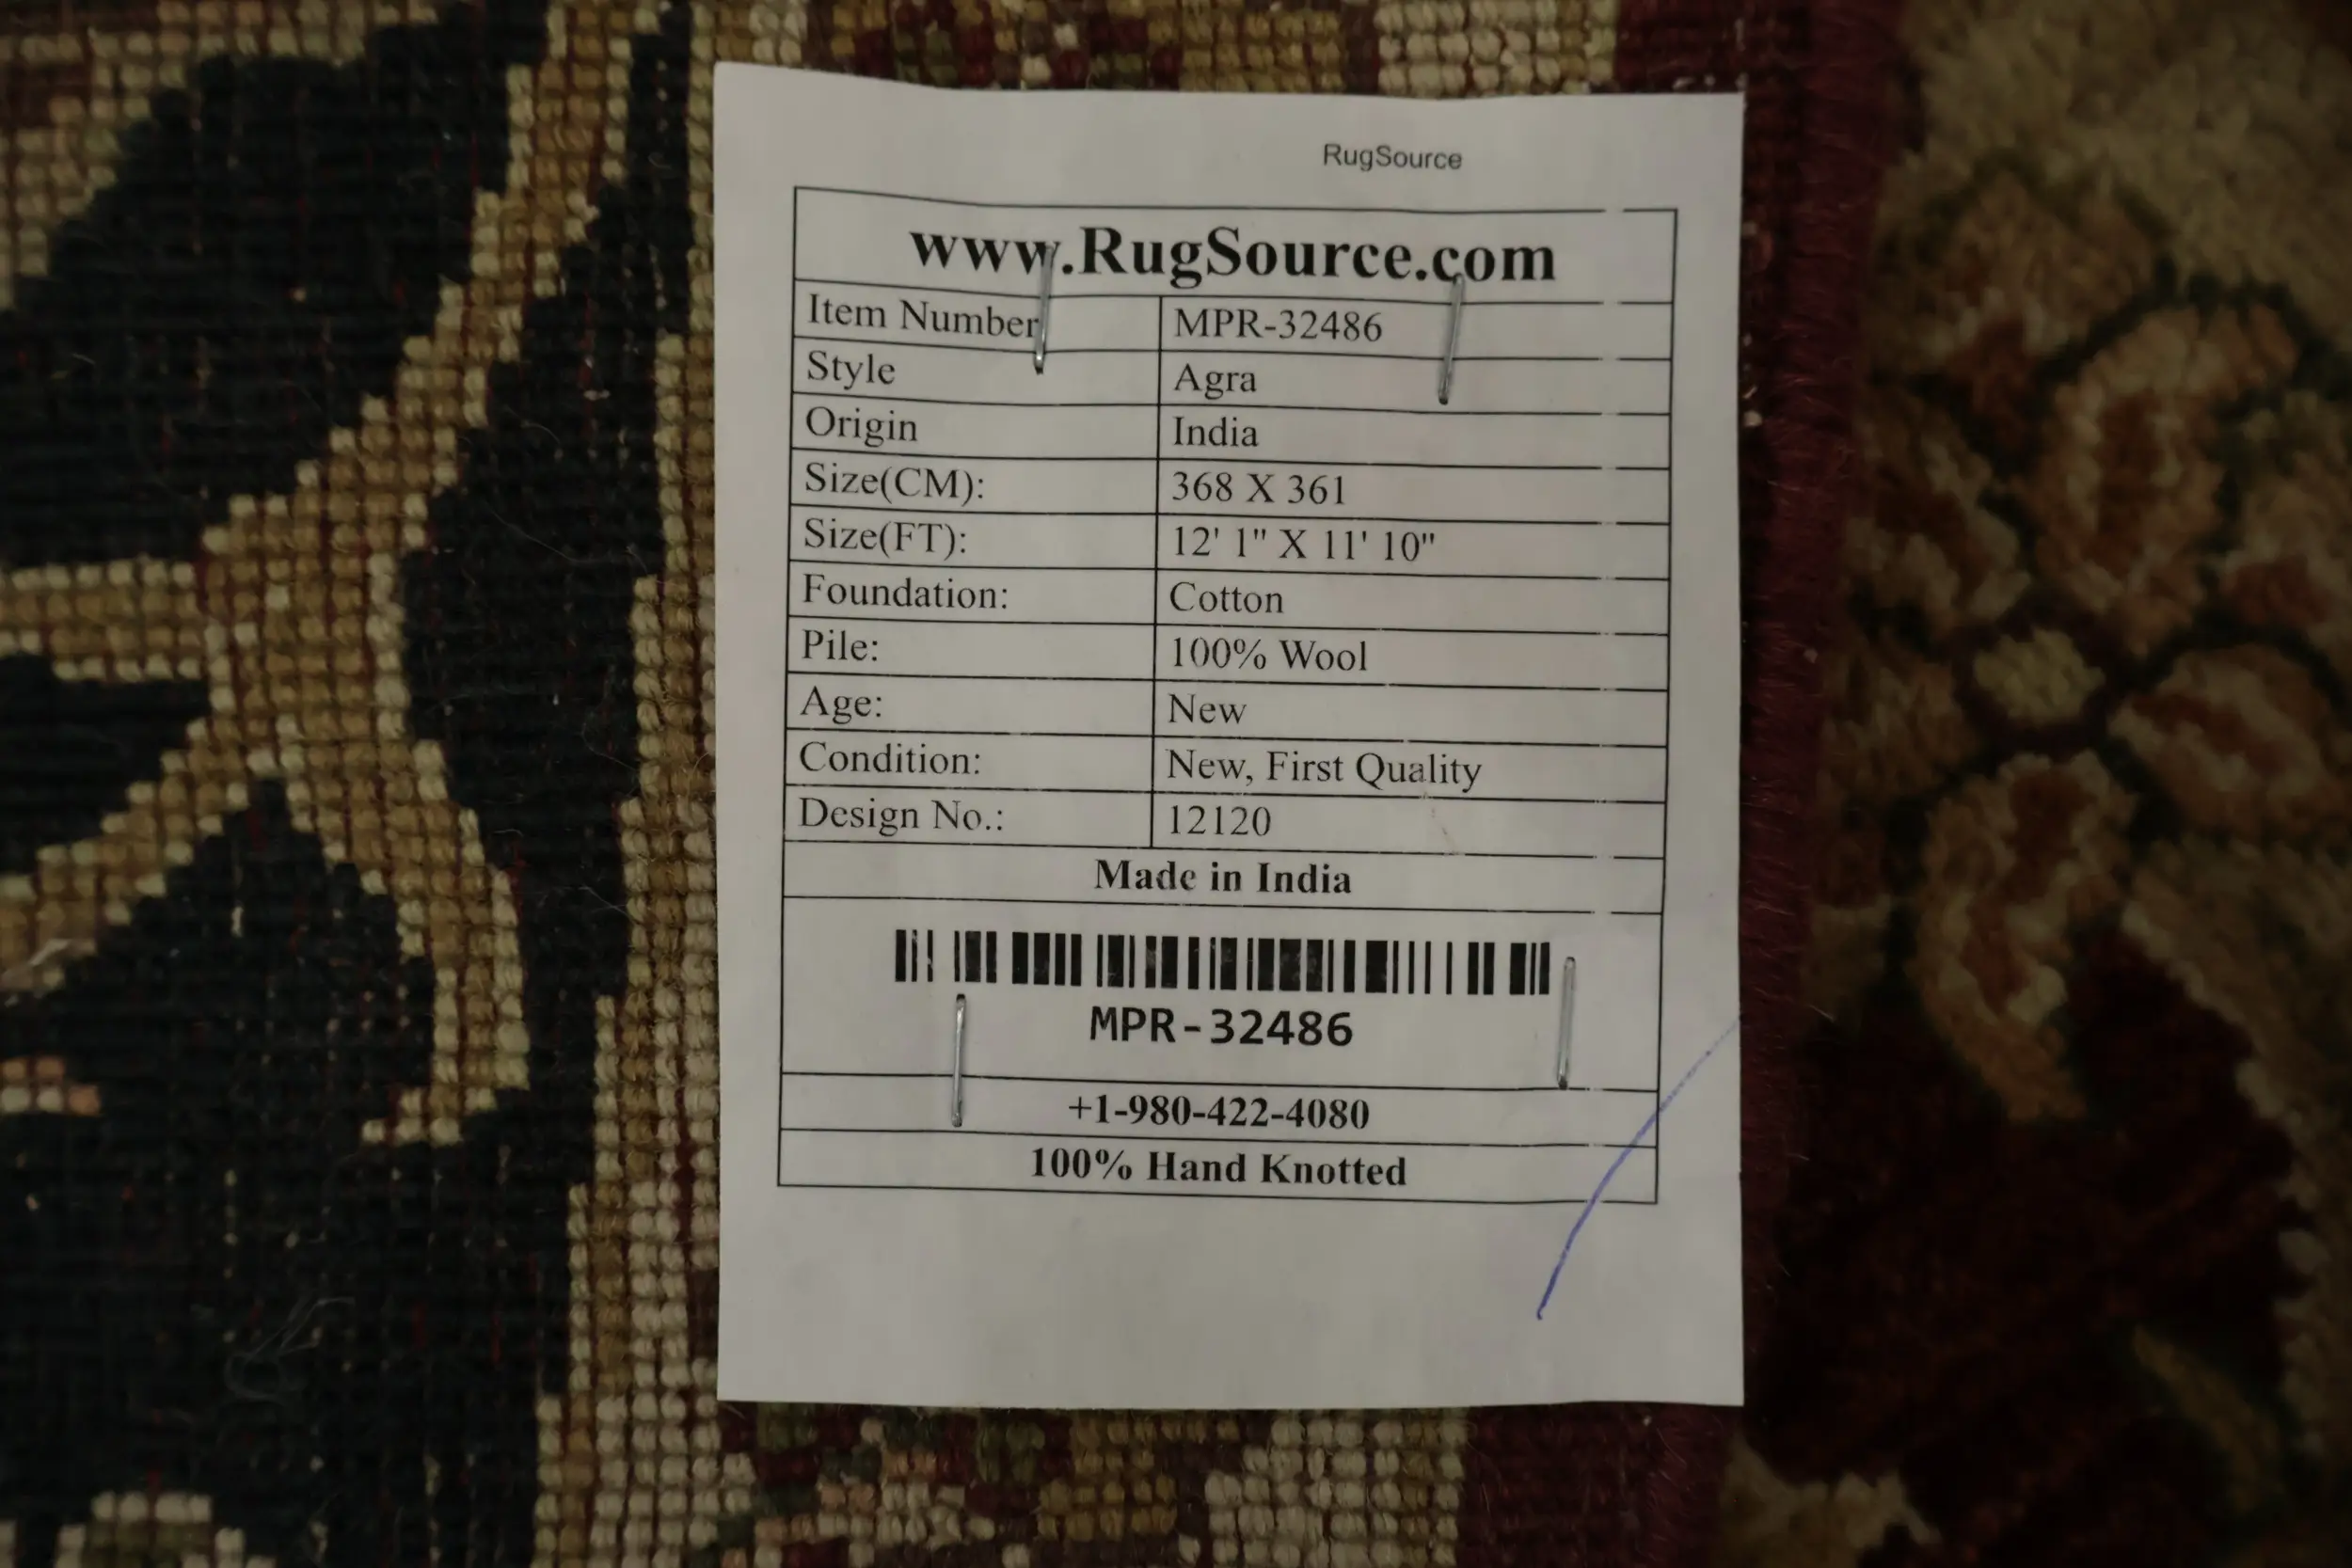 RugSource
www.RugSource.com
Item Number MPR-32486
Style Agra
Origin India
Size(CM): 368 X 361
Size(FT): 12' 1" X 11' 10"
Foundation: Cotton
Pile: 100% Wool
Age: New
Condition: New, First Quality
Design No.: 12120
Made in India
MPR-32486
+1-980-422-4080
100% Hand Knotted